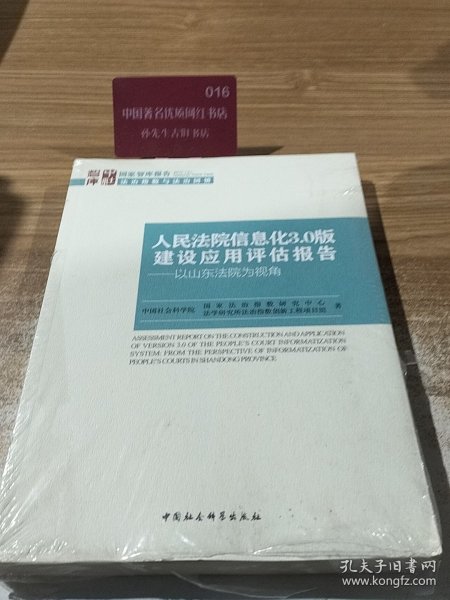 016
中国著名优质网红书店
孙先生古旧书店
智库
中社
国家智库报告
法治指数与法治国情
人民法院信息化3.0版
建设应用评估报告
——以山东法院为视角
中国社会科学院
国家法治指数研究中心
法学研究所法治指数创新工程项目组
著
ASSESSMENT REPORT ON THE CONSTRUCTION AND APPLICATION
OF VERSION 3.0 OF THE PEOPLE'S COURT INFORMATIZATION
SYSTEM: FROM THE PERSPECTIVE OF INFORMATIZATION OF
PEOPLE'S COURTS IN SHANDONG PROVINCE
中国社会科学出版社
孔夫子旧书网
www.kongfz.com